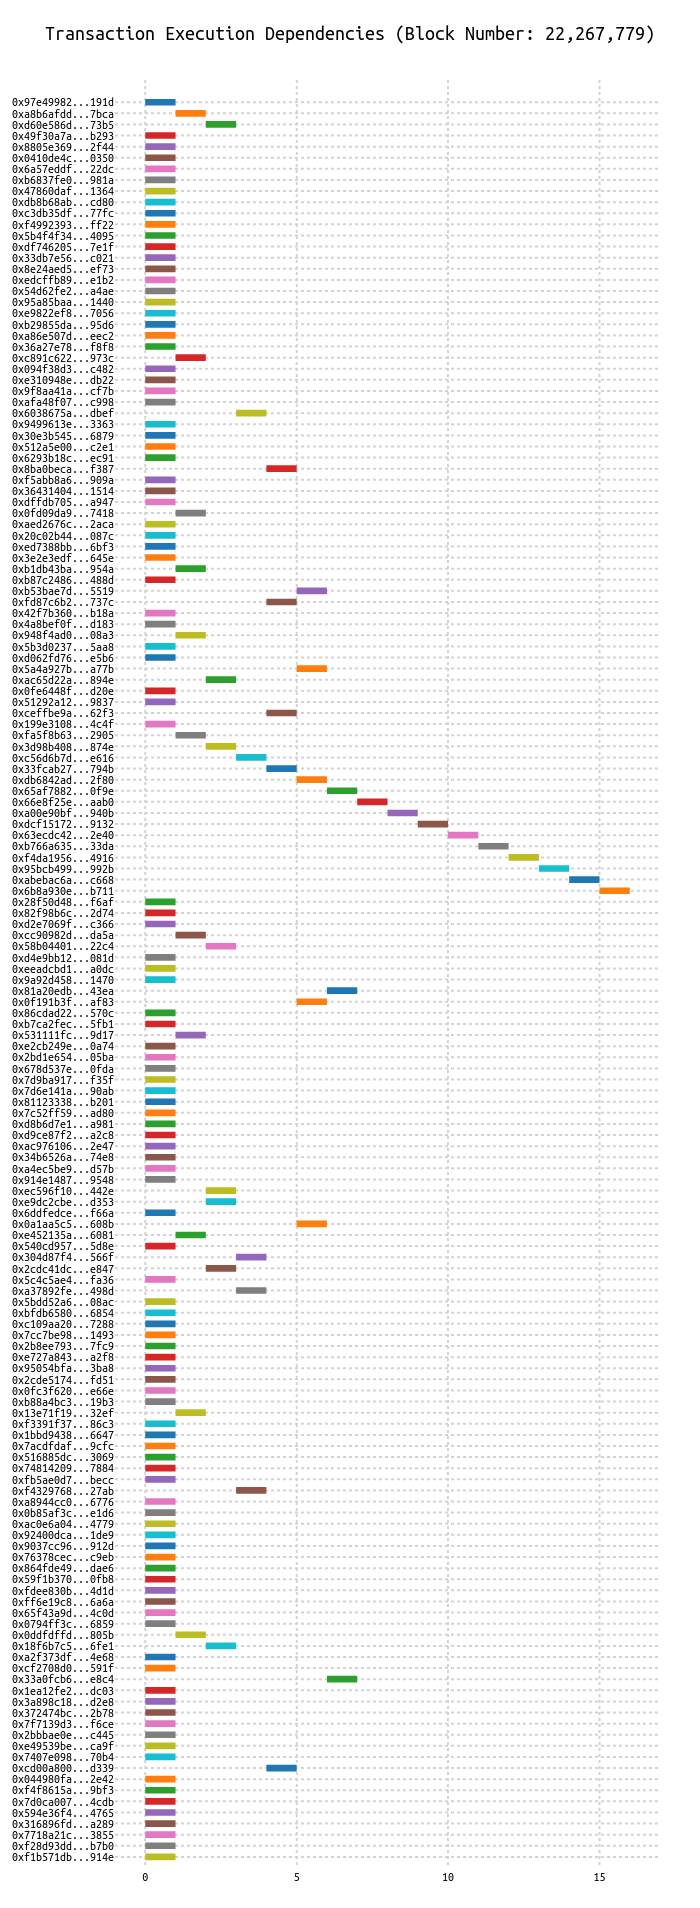 Transaction Execution Dependencies (Block Number: 22,267,779)
0x97e49982...191d
0xa8b6afdd...7bca
0xd60e586d...73b5
0x49f30a7a...b293
0x8805e369...2f44
0x0410de4c...0350
0x6a57eddf...22dc
0xb6837fe0...981a
0x47860daf...1364
0xdb8b68ab...cd80
0xc3db35df...77fc
0xf4992393...ff22
0x5b4f4f34...4095
0xdf746205...7e1f
0x33db7e56...c021
0x8e24aed5...ef73
0xedcffb89...e1b2
0x54d62fe2...a4ae
0x95a85baa...1440
0xe9822ef8...7056
0xb29855da...95d6
0xa86e507d...eec2
0x36a27e78...f8f8
0xc891c622...973c
0x094f38d3...c482
0xe310948e...db22
0x9f8aa41a...cf7b
0xafa48f07...c998
0x6038675a...dbef
0x9499613e...3363
0x30e3b545...6879
0x512a5e00...c2e1
0x6293b18c...ec91
0x8ba0beca...f387
0xf5abb8a6...909a
0x36431404...1514
0xdffdb705...a947
0x0fd09da9...7418
0xaed2676c...2aca
0x20c02b44...087c
0xed7388bb...6bf3
0x3e2e3edf...645e
0xb1db43ba...954a
0xb87c2486...488d
0xb53bae7d...5519
0xfd87c6b2...737c
0x42f7b360...b18a
0x4a8bef0f...d183
0x948f4ad0...08a3
0x5b3d0237...5aa8
0xd062fd76...e5b6
0x5a4a927b...a77b
0xac65d22a...894e
0x0fe6448f...d20e
0x51292a12...9837
0xceffbe9a...62f3
0x199e3108...4c4f
0xfa5f8b63...2905
0x3d98b408...874e
0xc56d6b7d...e616
0x33fcab27...794b
0xdb6842ad...2f80
0x65af7882...0f9e
0x66e8f25e...aab0
0xa00e90bf...940b
0xdcf15172...9132
0x63ecdc42...2e40
0xb766a635...33da
0xf4da1956...4916
0x95bcb499...992b
0xabebac6a...c668
0x6b8a930e...b711
0x28f50d48...f6af
0x82f98b6c...2d74
0xd2e7069f...c366
0xcc90982d...da5a
0x58b04401...22c4
0xd4e9bb12...081d
0xeeadcbd1...a0dc
0x9a92d458...1470
0x81a20edb...43ea
0x0f191b3f...af83
0x86cdad22...570c
0xb7ca2fec...5fb1
0x531111fc...9d17
0xe2cb249e...0a74
0x2bd1e654...05ba
0x678d537e...0fda
0x7d9ba917...f35f
0x7d6e141a...90ab
0x81123338...b201
0x7c52ff59...ad80
0xd8b6d7e1...a981
0xd9ce87f2...a2c8
0xac976106...2e47
0x34b6526a...74e8
0xa4ec5be9...d57b
0x914e1487...9548
0xec596f10...442e
0xe9dc2cbe...d353
0x6ddfedce...f66a
0x0a1aa5c5...608b
0xe452135a...6081
0x540cd957...5d8e
0x304d87f4...566f
0x2cdc41dc...e847
0x5c4c5ae4...fa36
0xa37892fe...498d
0x5bdd52a6...08ac
0xbfdb6580...6854
0xc109aa20...7288
0x7cc7be98...1493
0x2b8ee793...7fc9
0xe727a843...a2f8
0x95054bfa...3ba8
0x2cde5174...fd51
0x0fc3f620...e66e
0xb88a4bc3...19b3
0x13e71f19...32ef
0xf3391f37...86c3
0x1bbd9438...6647
0x7acdfdaf...9cfc
0x516885dc...3069
0x74814209...7884
0xfb5ae0d7...becc
0xf4329768...27ab
0xa8944cc0...6776
0x0b85af3c...e1d6
0xac0e6a04...4779
0x92400dca...1de9
0x9037cc96...912d
0x76378cec...c9eb
0x864fde49...dae6
0x59f1b370...0fb8
0xfdee830b...4d1d
0xff6e19c8...6a6a
0x65f43a9d...4c0d
0x0794ff3c...6859
0x0ddfdffd...805b
0x18f6b7c5...6fe1
0xa2f373df...4e68
0xcf2708d0...591f
0x33a0fcb6...e8c4
0x1ea12fe2...dc03
0x3a898c18...d2e8
0x372474bc...2b78
0x7f7139d3...f6ce
0x2bbbae0e...c445
0xe49539be...ca9f
0x7407e098...70b4
0xcd00a800...d339
0x044980fa...2e42
0xf4f8615a...9bf3
0x7d0ca007...4cdb
0x594e36f4...4765
0x316896fd...a289
0x7718a21c...3855
0xf28d93dd...b7b0
0xf1b571db...914e
0 5 10 15